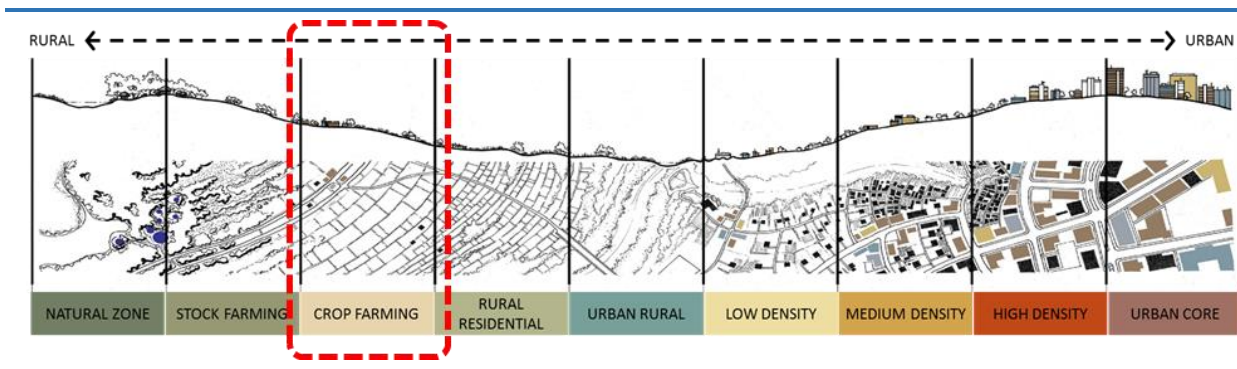 RURAL
URBAN
NATURAL ZONE
STOCK FARMING
CROP FARMING
RURAL
RESIDENTIAL
URBAN RURAL
LOW DENSITY
MEDIUM DENSITY
HIGH DENSITY
URBAN CORE